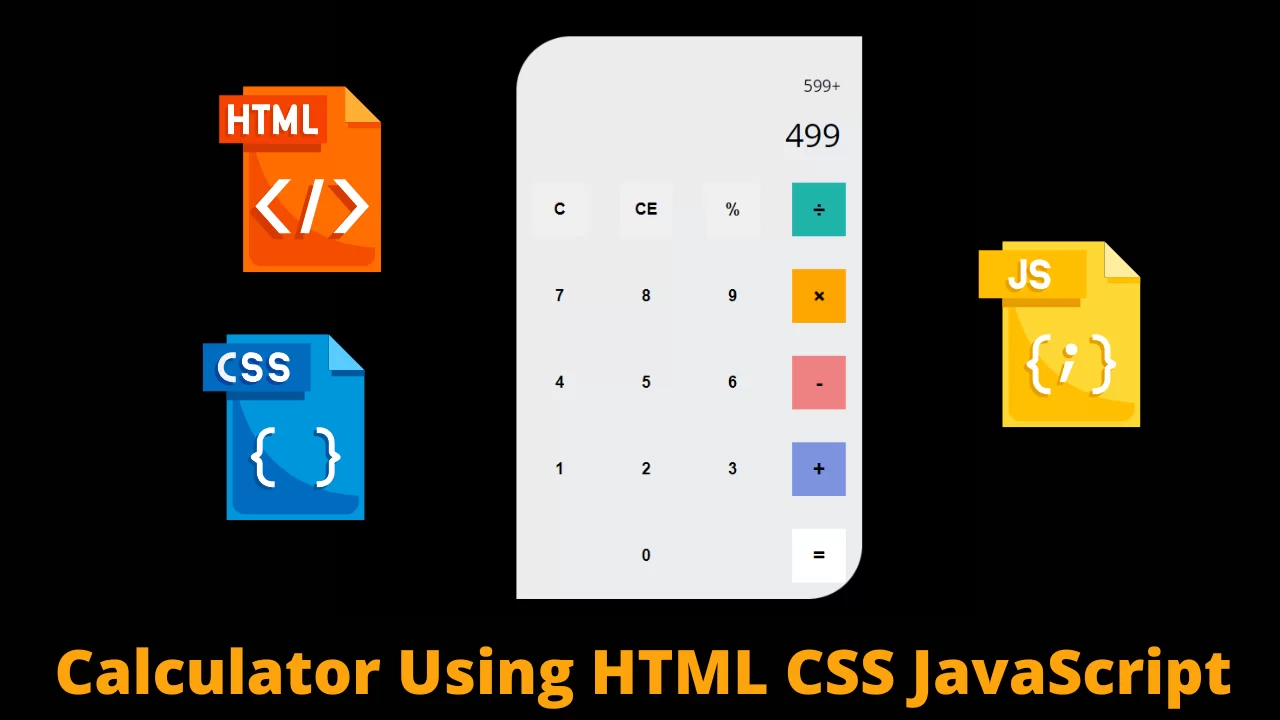 HTML
</>
CSS
{ }
JS
{;}
599+
499
C CE % ÷
7 8 9 ×
4 5 6 -
1 2 3 +
0 =
Calculator Using HTML CSS JavaScript